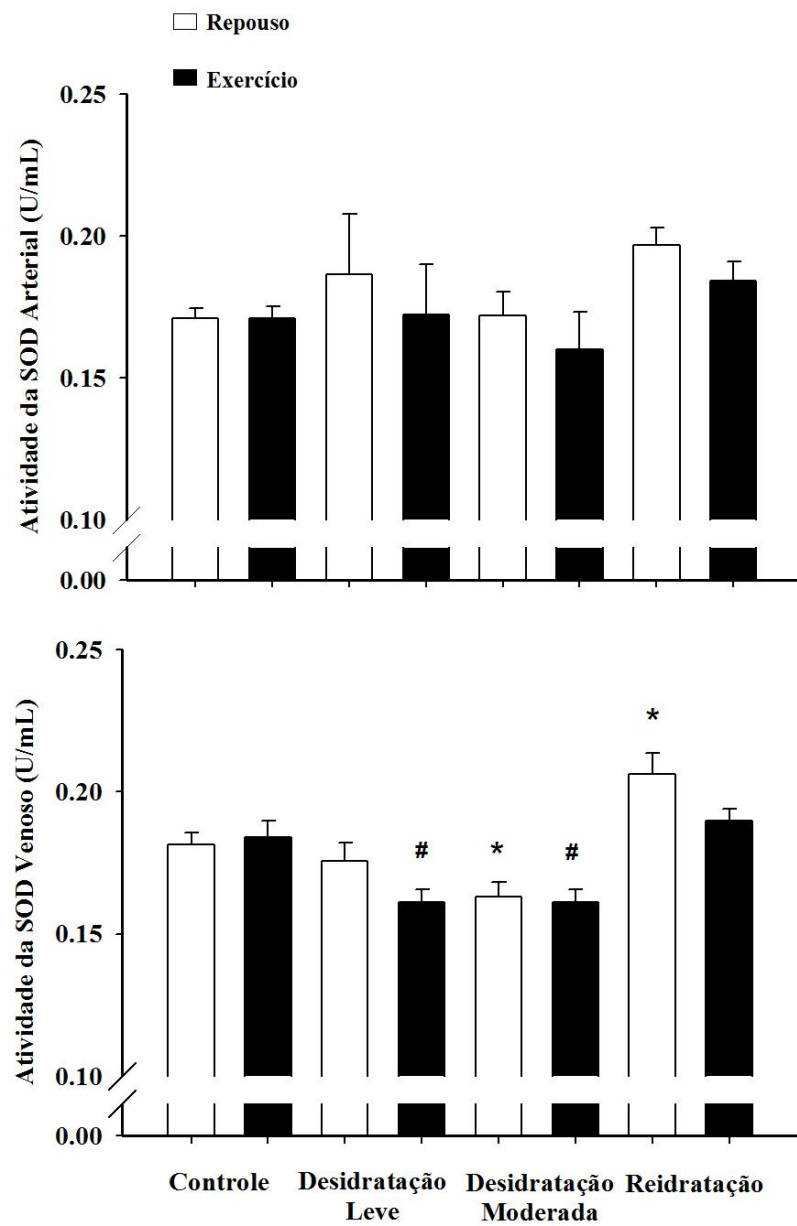 Repouso
Exercício
Atividade da SOD Arterial (U/mL)
0.25
0.20
0.15
0.10
0.00
Atividade da SOD Venoso (U/mL)
0.25
0.20
0.15
0.10
0.00
*
# * #
Controle Desidratação Desidratação Reidratação
Leve Moderada